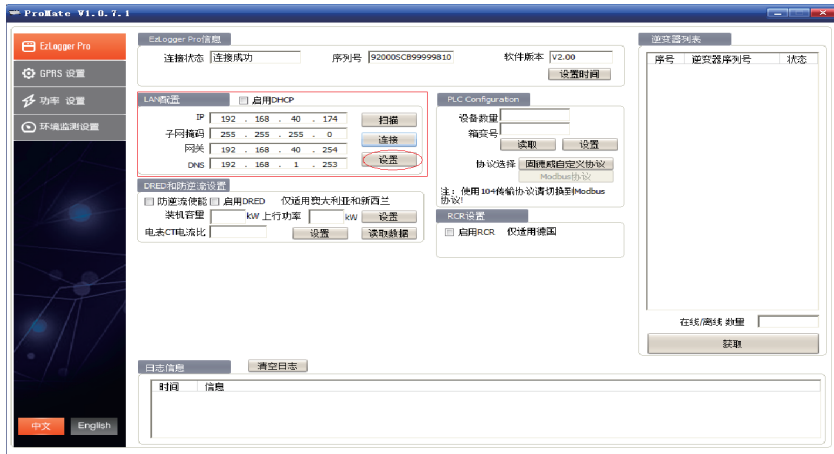 ProMate V1.0.7.1
EzLogger Pro
GPRS 设置
功率 设置
环境监测设置
中文 English
EzLogger Pro信息
连接状态 连接成功 序列号 92000SCB99999810 软件版本 V2.00
设置时间
LAN配置 启用DHCP
IP 192 . 168 . 40 . 174 扫描
子网掩码 255 . 255 . 255 . 0 连接
网关 192 . 168 . 40 . 254
DNS 192 . 168 . 1 . 253 设置
PLC Configuration
设备数量
箱变号
读取 设置
协议选择 固德威自定义协议
Modbus协议
注：使用104传输协议请切换到Modbus
协议!
DRED和防逆流设置
防逆流使能 启用DRED 仅适用澳大利亚和新西兰
装机容量 kW 上行功率 kW 设置
电表CT电流比 设置 读取数据
RCR设置
启用RCR 仅适用德国
逆变器列表
序号 逆变器序列号 状态
在线/离线 数量
获取
日志信息 清空日志
时间 信息